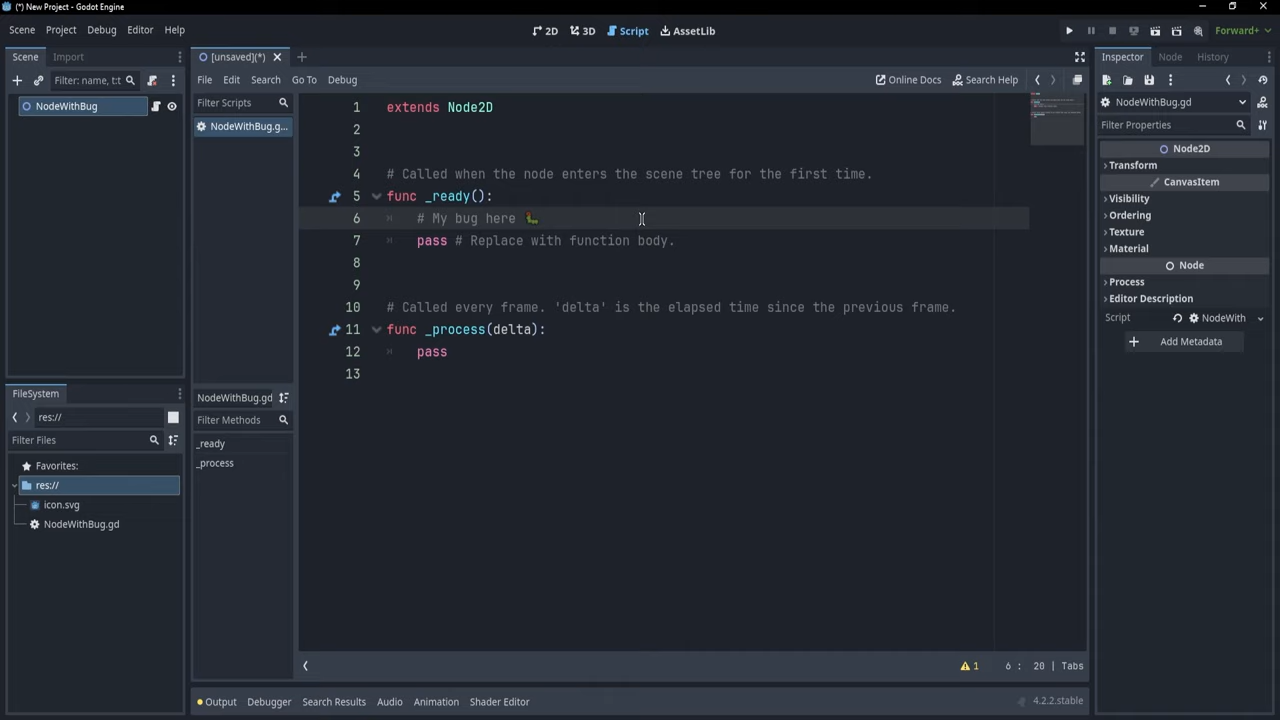 (*) New Project - Godot Engine
Scene Project Debug Editor Help
2D 3D Script AssetLib
Forward+
Scene Import
Filter: name, t:t
NodeWithBug
[unsaved](*)
File Edit Search Go To Debug
Online Docs Search Help
Filter Scripts
NodeWithBug.g...
NodeWithBug.gd
Filter Methods
_ready
_process
1 extends Node2D
2
3
4 # Called when the node enters the scene tree for the first time.
5 func _ready():
6 # My bug here 🐛
7 pass # Replace with function body.
8
9
10 # Called every frame. 'delta' is the elapsed time since the previous frame.
11 func _process(delta):
12 pass
13
1 6 : 20 | Tabs
FileSystem
res://
Filter Files
Favorites:
res://
icon.svg
NodeWithBug.gd
Output Debugger Search Results Audio Animation Shader Editor
4.2.2.stable
Inspector Node History
NodeWithBug.gd
Filter Properties
Node2D
Transform
CanvasItem
Visibility
Ordering
Texture
Material
Node
Process
Editor Description
Script NodeWith
Add Metadata